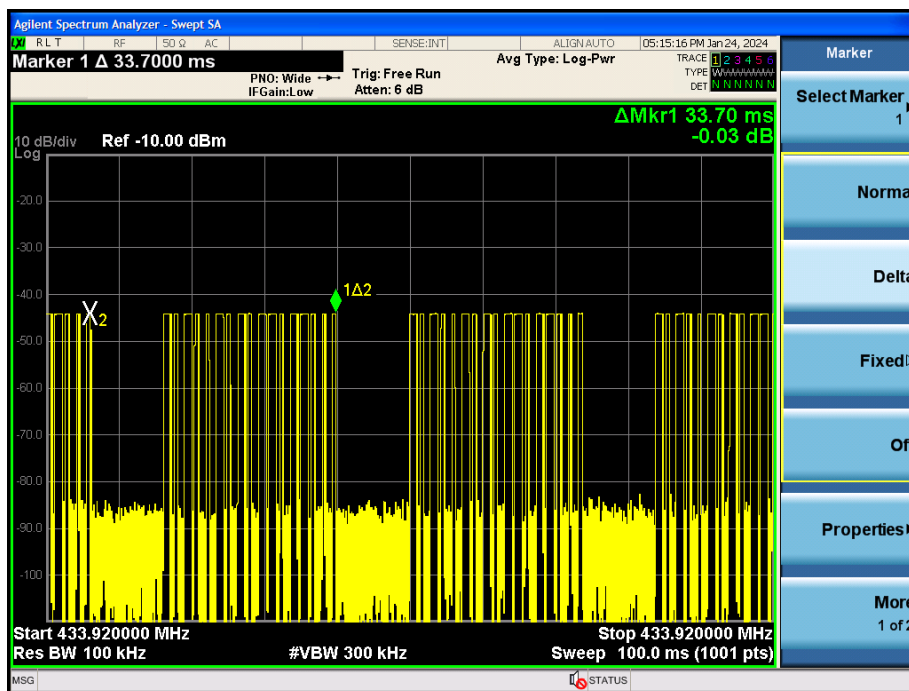 Agilent Spectrum Analyzer - Swept SA
LXI RLT RF 50 Ω AC SENSE:INT ALIGNAUTO 05:15:16 PM Jan 24, 2024
Marker 1 Δ 33.7000 ms
PNO: Wide
IFGain:Low
Trig: Free Run
Atten: 6 dB
Avg Type: Log-Pwr
TRACE 1 2 3 4 5 6
TYPE W
DET N N N N N N
ΔMkr1 33.70 ms
-0.03 dB
10 dB/div Ref -10.00 dBm
Log
-20.0
-30.0
-40.0
-50.0
-60.0
-70.0
-80.0
-90.0
-100
X2
1Δ2
Start 433.920000 MHz
Stop 433.920000 MHz
Res BW 100 kHz
#VBW 300 kHz
Sweep 100.0 ms (1001 pts)
MSG
STATUS
Marker
Select Marker
1
Norma
Delta
Fixed
Of
Properties
More
1 of 2